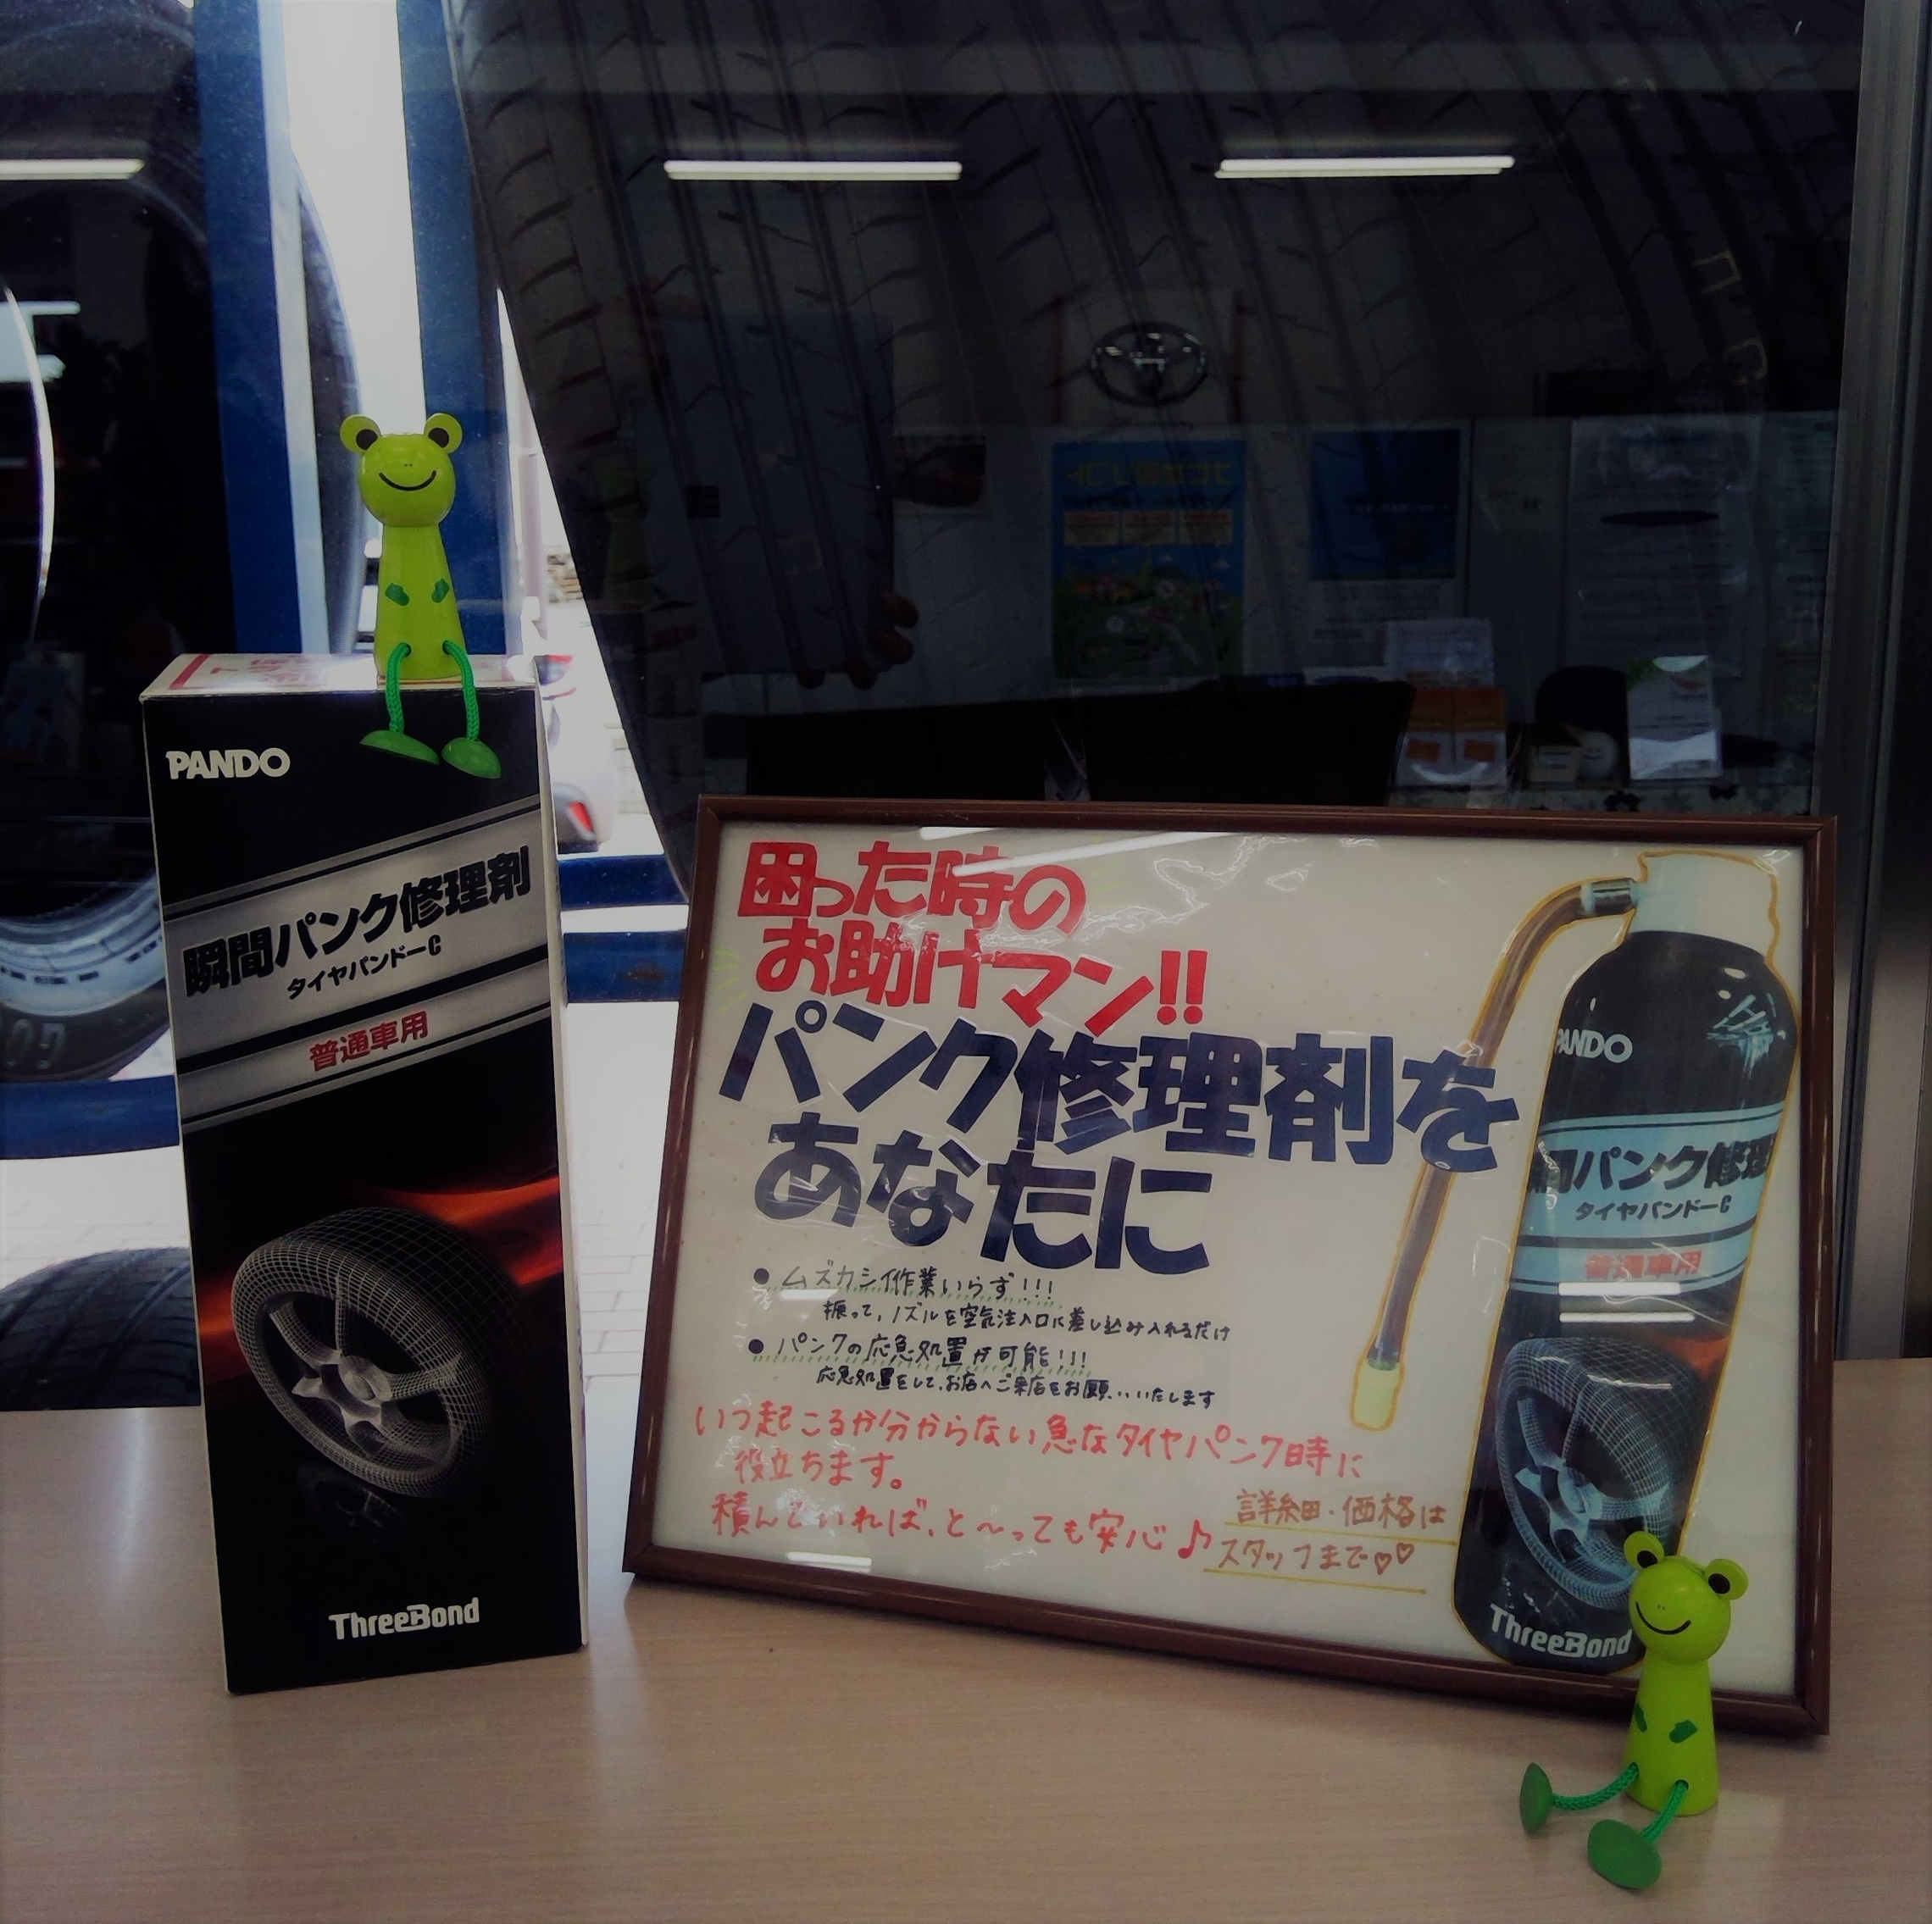 PANDO
瞬間パンク修理剤
タイヤパンドーC
普通車用
ThreeBond
困った時の
お助けマン!!
パンク修理剤を
あなたに
● ムズカシイ作業いらず!!!
振って、ノズルを空気注入口に差し込み入れるだけ
● パンクの応急処置が可能!!!
応急処置をして、お店へご来店をお願いいたします
いつ起こるか分からない急なタイヤパンク時に
役立ちます。
積んでいれば、と〜っても安心♪
詳細・価格は
スタッフまで♡♡
PANDO
間パンク修理
タイヤパンドーC
普通車用
ThreeBond